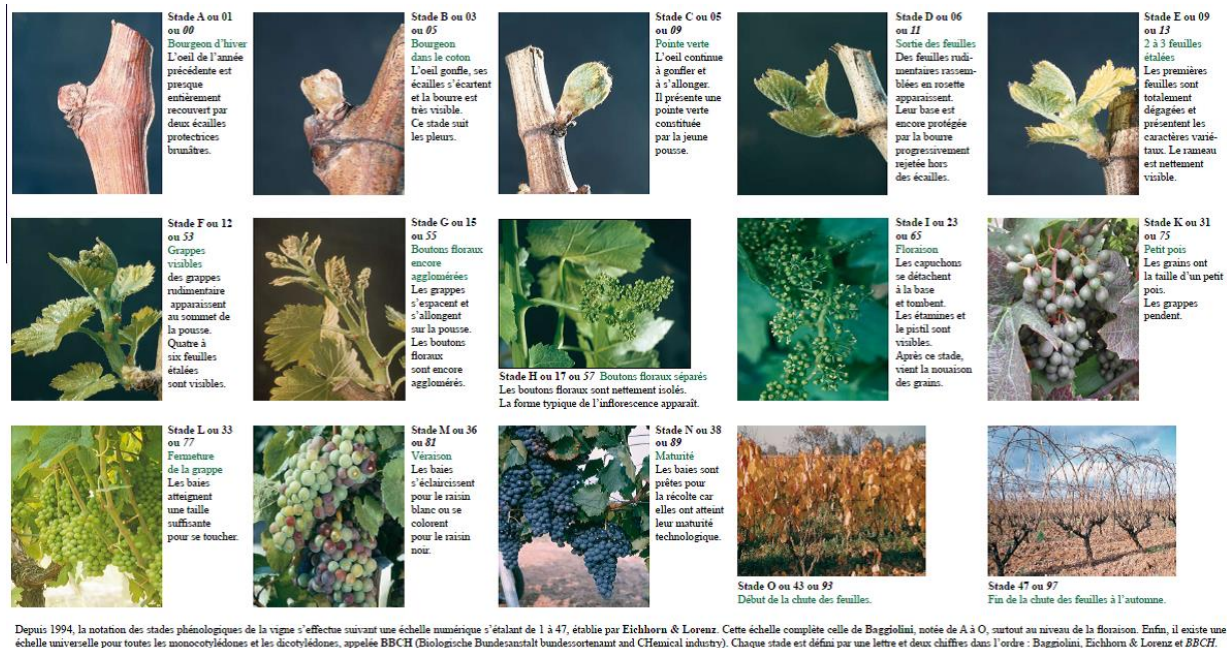 Stade A ou 01
ou 00
Bourgeon d'hiver
L'oeil de l'année
précédente est
presque
entièrement
recouvert par
deux écailles
protectrices
brunâtres.
Stade B ou 03
ou 05
Bourgeon
dans le coton
L'oeil gonfle, ses
écailles s'écartent
et la bourre est
très visible.
Ce stade suit
les pleurs.
Stade C ou 05
ou 09
Pointe verte
L'oeil continue
à gonfler et
à s'allonger.
Il présente une
pointe verte
constituée
par la jeune
pousse.
Stade D ou 06
ou 11
Sortie des feuilles
Des feuilles rudi-
mentaires rassem-
blées en rosette
apparaissent.
Leur base est
encore protégée
par la bourre
progressivement
rejetée hors
des écailles.
Stade E ou 09
ou 13
2 à 3 feuilles
étalées
Les premières
feuilles sont
totalement
dégagées et
présentent les
caractères varié-
taux. Le rameau
est nettement
visible.
Stade F ou 12
ou 53
Grappes
visibles
des grappes
rudimentaire
apparaissent
au sommet de
la pousse.
Quatre à
six feuilles
étalées
sont visibles.
Stade G ou 15
ou 55
Boutons floraux
encore
agglomérées
Les grappes
s'espacent et
s'allongent
sur la pousse.
Les boutons
floraux
sont encore
agglomérés.
Stade H ou 17 ou 57 Boutons floraux séparés
Les boutons floraux sont nettement isolés.
La forme typique de l'inflorescence apparaît.
Stade I ou 23
ou 65
Floraison
Les capuchons
se détachent
à la base
et tombent.
Les étamines et
le pistil sont
visibles.
Après ce stade,
vient la nouaison
des grains.
Stade K ou 31
ou 75
Petit pois
Les grains ont
la taille d'un petit
pois.
Les grappes
pendent.
Stade L ou 33
ou 77
Fermeture
de la grappe
Les baies
atteignent
une taille
suffisante
pour se toucher.
Stade M ou 36
ou 81
Véraison
Les baies
s'éclaircissent
pour le raisin
blanc ou se
colorent
pour le raisin
noir.
Stade N ou 38
ou 89
Maturité
Les baies sont
prêtes pour
la récolte car
elles ont atteint
leur maturité
technologique.
Stade O ou 43 ou 93
Début de la chute des feuilles.
Stade 47 ou 97
Fin de la chute des feuilles à l'automne.
Depuis 1994, la notation des stades phénologiques de la vigne s'effectue suivant une échelle numérique s'étalant de 1 à 47, établie par Eichhorn & Lorenz. Cette échelle complète celle de Baggiolini, notée de A à O, surtout au niveau de la floraison. Enfin, il existe une
échelle universelle pour toutes les monocotylédones et les dicotylédones, appelée BBCH (Biologische Bundesanstalt bundessortenamt and CHemical industry). Chaque stade est défini par une lettre et deux chiffres dans l'ordre : Baggiolini, Eichhorn & Lorenz et BBCH.